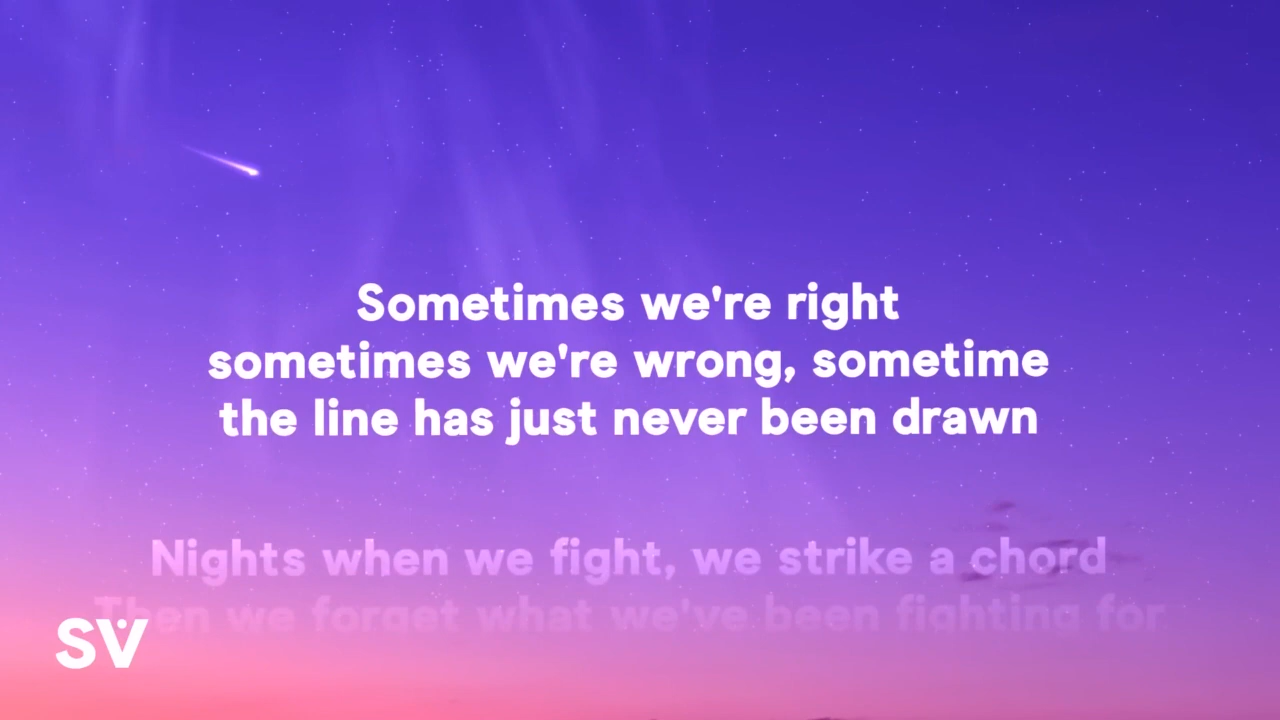 Sometimes we're right
sometimes we're wrong, sometime
the line has just never been drawn
Nights when we fight, we strike a chord
Then we forget what we've been fighting for
SV